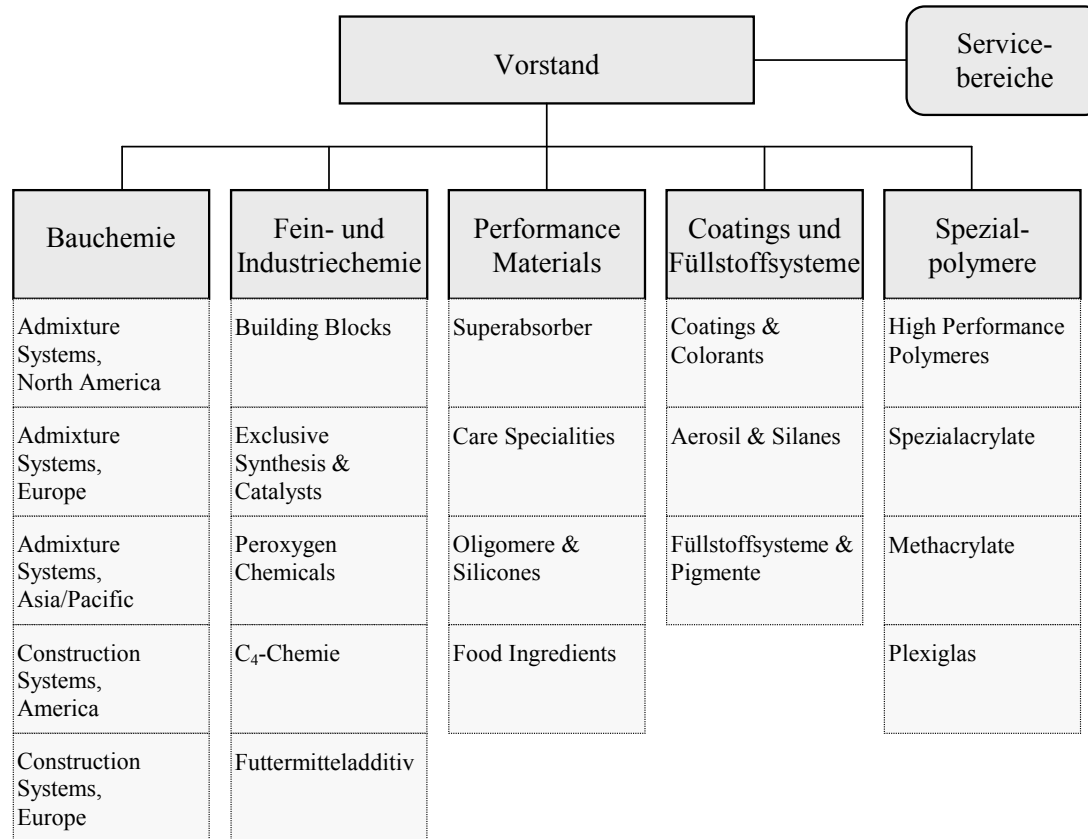 Vorstand
Service-
bereiche
Bauchemie
Fein- und
Industriechemie
Performance
Materials
Coatings und
Füllstoffsysteme
Spezial-
polymere
Admixture
Systems,
North America
Building Blocks
Superabsorber
Coatings &
Colorants
High Performance
Polymeres
Admixture
Systems,
Europe
Exclusive
Synthesis &
Catalysts
Care Specialities
Aerosil & Silanes
Spezialacrylate
Admixture
Systems,
Asia/Pacific
Peroxygen
Chemicals
Oligomere &
Silicones
Füllstoffsysteme &
Pigmente
Methacrylate
Construction
Systems,
America
C₄-Chemie
Food Ingredients
Plexiglas
Construction
Systems,
Europe
Futtermitteladditiv